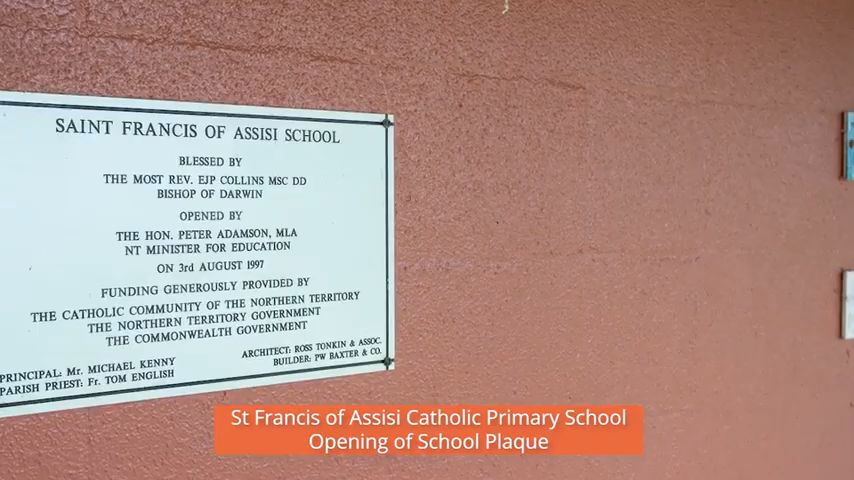 SAINT FRANCIS OF ASSISI SCHOOL
BLESSED BY
THE MOST REV. EJP COLLINS MSC DD
BISHOP OF DARWIN
OPENED BY
THE HON. PETER ADAMSON, MLA
NT MINISTER FOR EDUCATION
ON 3rd AUGUST 1997
FUNDING GENEROUSLY PROVIDED BY
THE CATHOLIC COMMUNITY OF THE NORTHERN TERRITORY
THE NORTHERN TERRITORY GOVERNMENT
THE COMMONWEALTH GOVERNMENT
PRINCIPAL: Mr. MICHAEL KENNY
PARISH PRIEST: Fr. TOM ENGLISH
ARCHITECT: ROSS TONKIN & ASSOC.
BUILDER: PW BAXTER & CO.
St Francis of Assisi Catholic Primary School
Opening of School Plaque